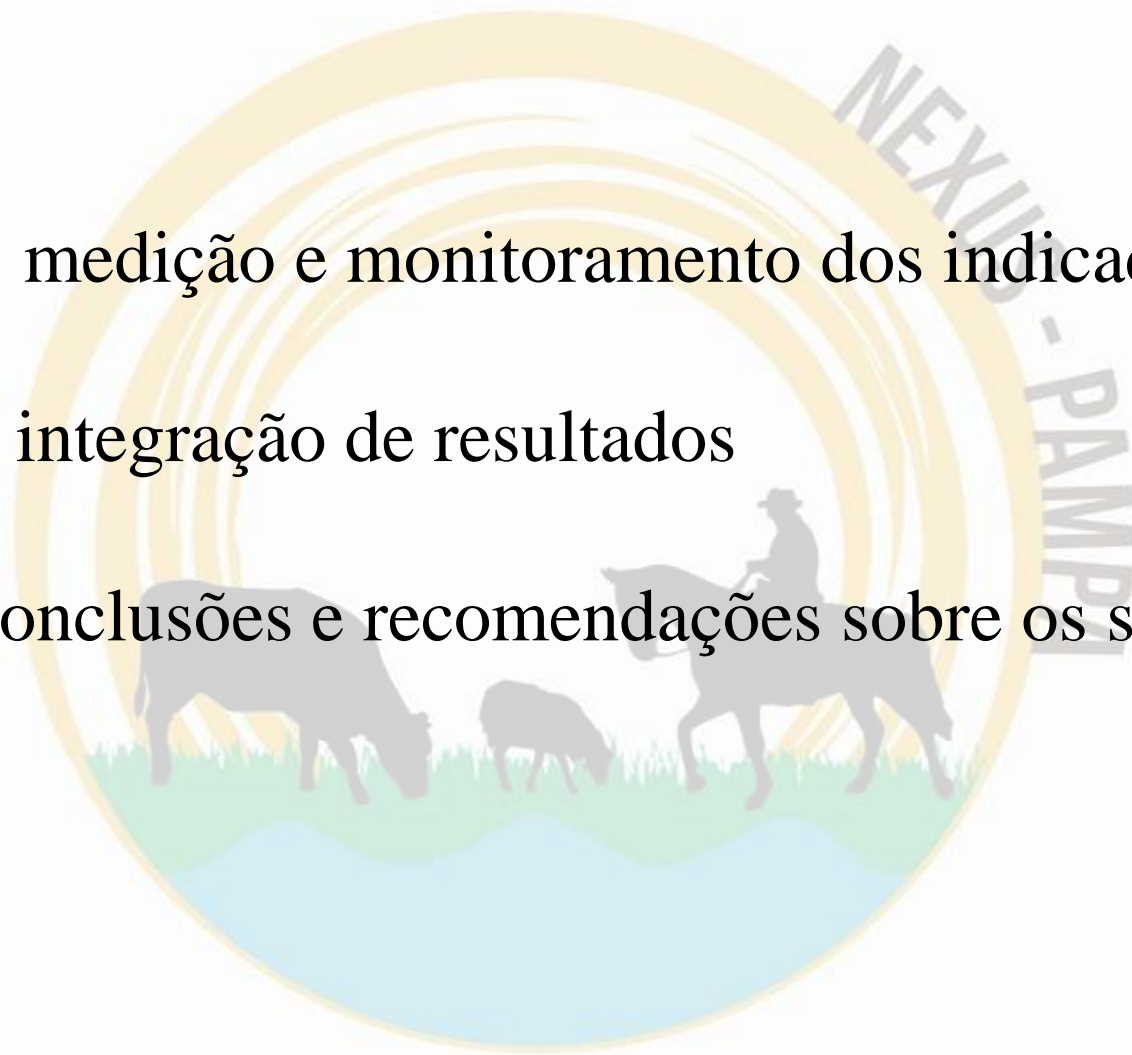 NEXUS - PAMPA
medição e monitoramento dos indica
integração de resultados
onclusões e recomendações sobre os s